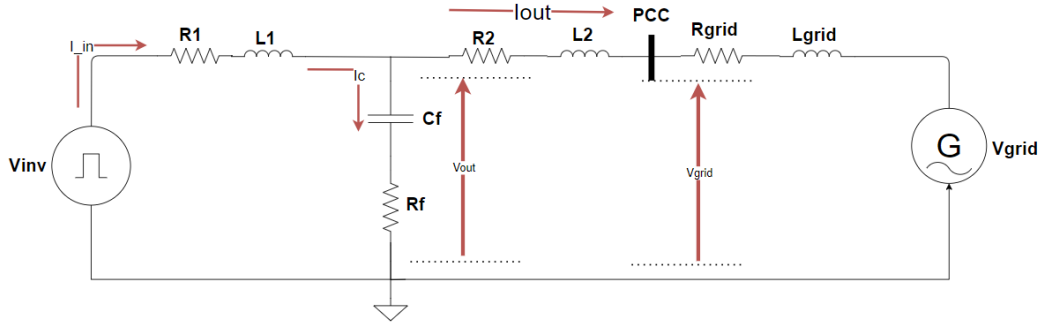 Iout
PCC
I_in
R1
L1
R2
L2
Rgrid
Lgrid
Ic
Cf
Vinv
Vout
Vgrid
G
Vgrid
Rf